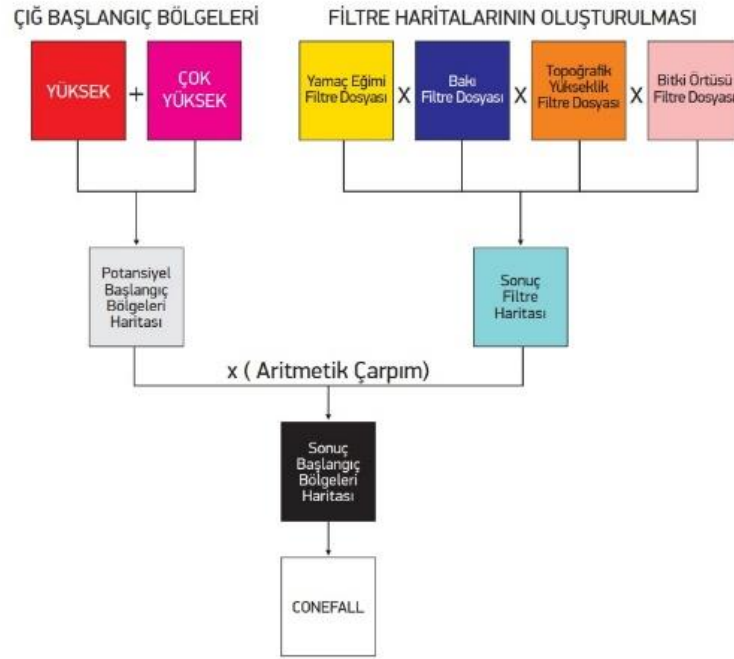 ÇIĞ BAŞLANGIÇ BÖLGELERİ
FİLTRE HARİTALARININ OLUŞTURULMASI
YÜKSEK
+
ÇOK
YÜKSEK
Yamaç Eğimi
Filtre Dosyası
X
Bakı
Filtre Dosyası
X
Topoğrafik
Yükseklik
Filtre Dosyası
X
Bitki Örtüsü
Filtre Dosyası
Potansiyel
Başlangıç
Bölgeleri
Haritası
Sonuç
Filtre
Haritası
x ( Aritmetik Çarpım)
Sonuç
Başlangıç
Bölgeleri
Haritası
CONEFALL